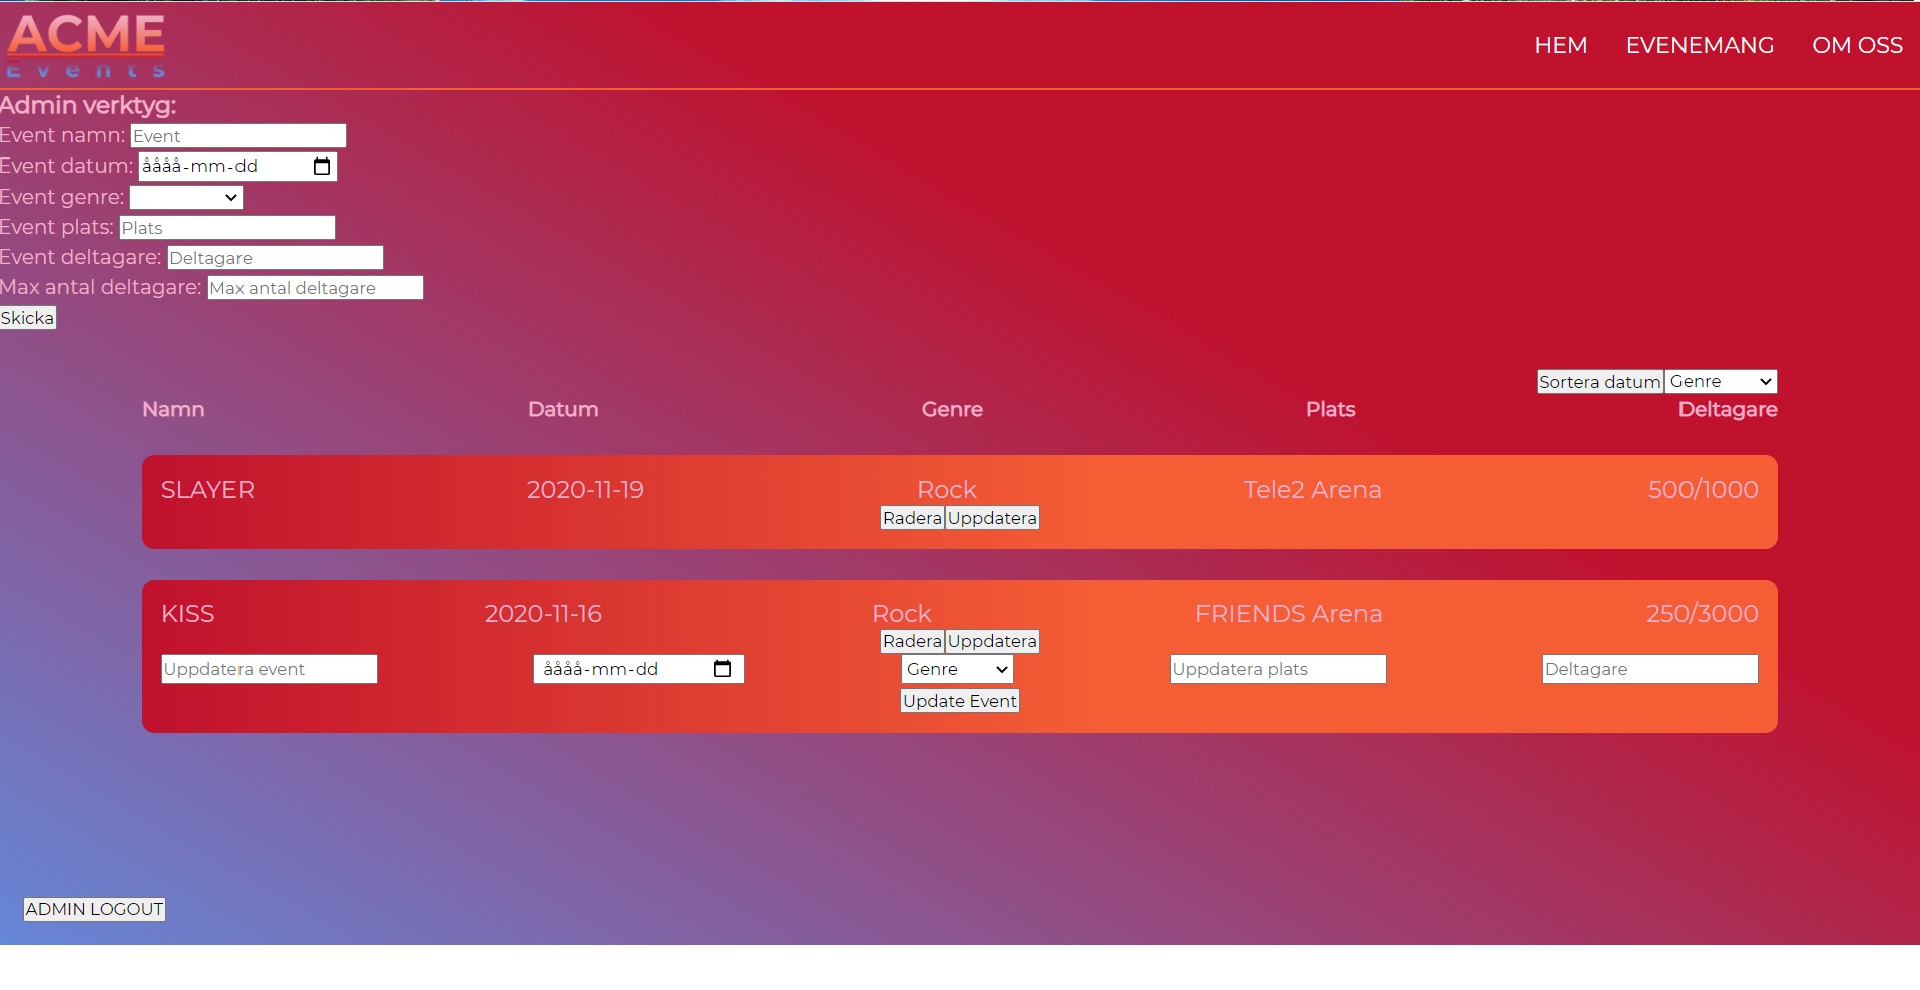 ACME
Events
HEM EVENEMANG OM OSS
Admin verktyg:
Event namn: Event
Event datum: åååå-mm-dd
Event genre:
Event plats: Plats
Event deltagare: Deltagare
Max antal deltagare: Max antal deltagare
Skicka
Sortera datum Genre
Namn Datum Genre Plats Deltagare
SLAYER 2020-11-19 Rock Tele2 Arena 500/1000
Radera Uppdatera
KISS 2020-11-16 Rock FRIENDS Arena 250/3000
Radera Uppdatera
Uppdatera event åååå-mm-dd Genre Uppdatera plats Deltagare
Update Event
ADMIN LOGOUT